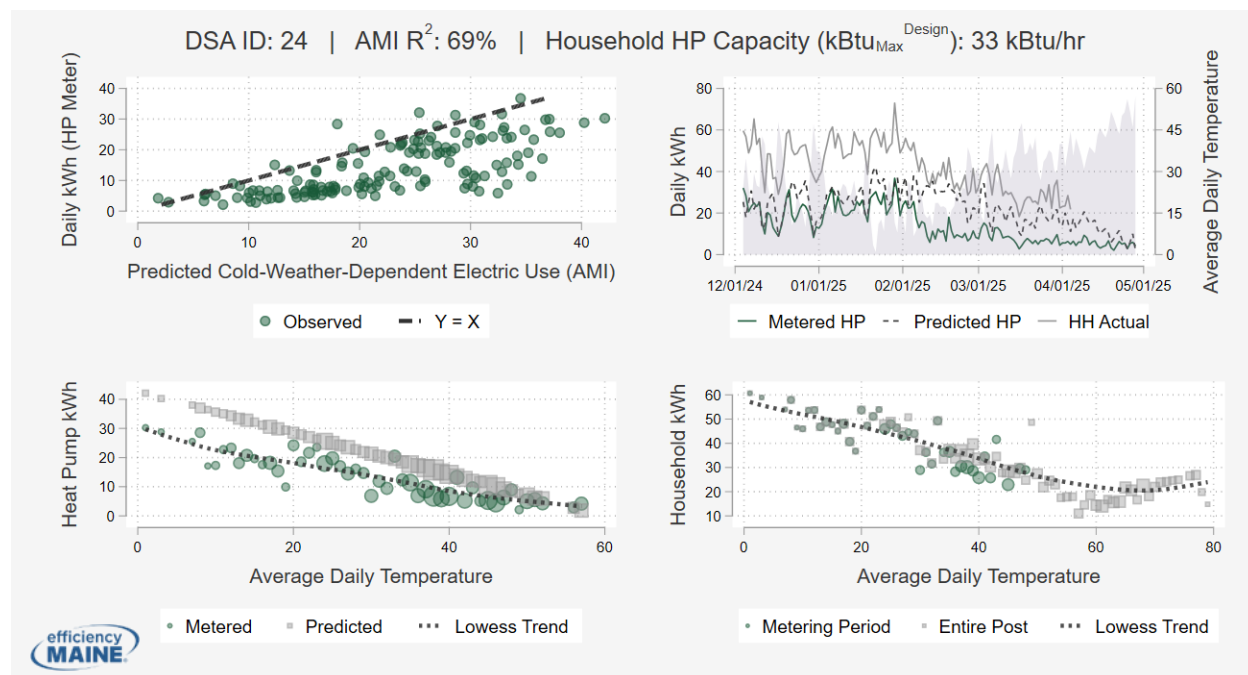 DSA ID: 24 | AMI R2: 69% | Household HP Capacity (kBtuMaxDesign): 33 kBtu/hr
Daily kWh (HP Meter)
40
30
20
10
0
0 10 20 30 40
Predicted Cold-Weather-Dependent Electric Use (AMI)
Observed Y = X
Daily kWh
80
60
40
20
0
60
45
30
15
0
Average Daily Temperature
12/01/24 01/01/25 02/01/25 03/01/25 04/01/25 05/01/25
Metered HP Predicted HP HH Actual
Heat Pump kWh
40
30
20
10
0
0 20 40 60
Average Daily Temperature
Metered Predicted Lowess Trend
Household kWh
60
50
40
30
20
10
0 20 40 60 80
Average Daily Temperature
Metering Period Entire Post Lowess Trend
efficiency
MAINE